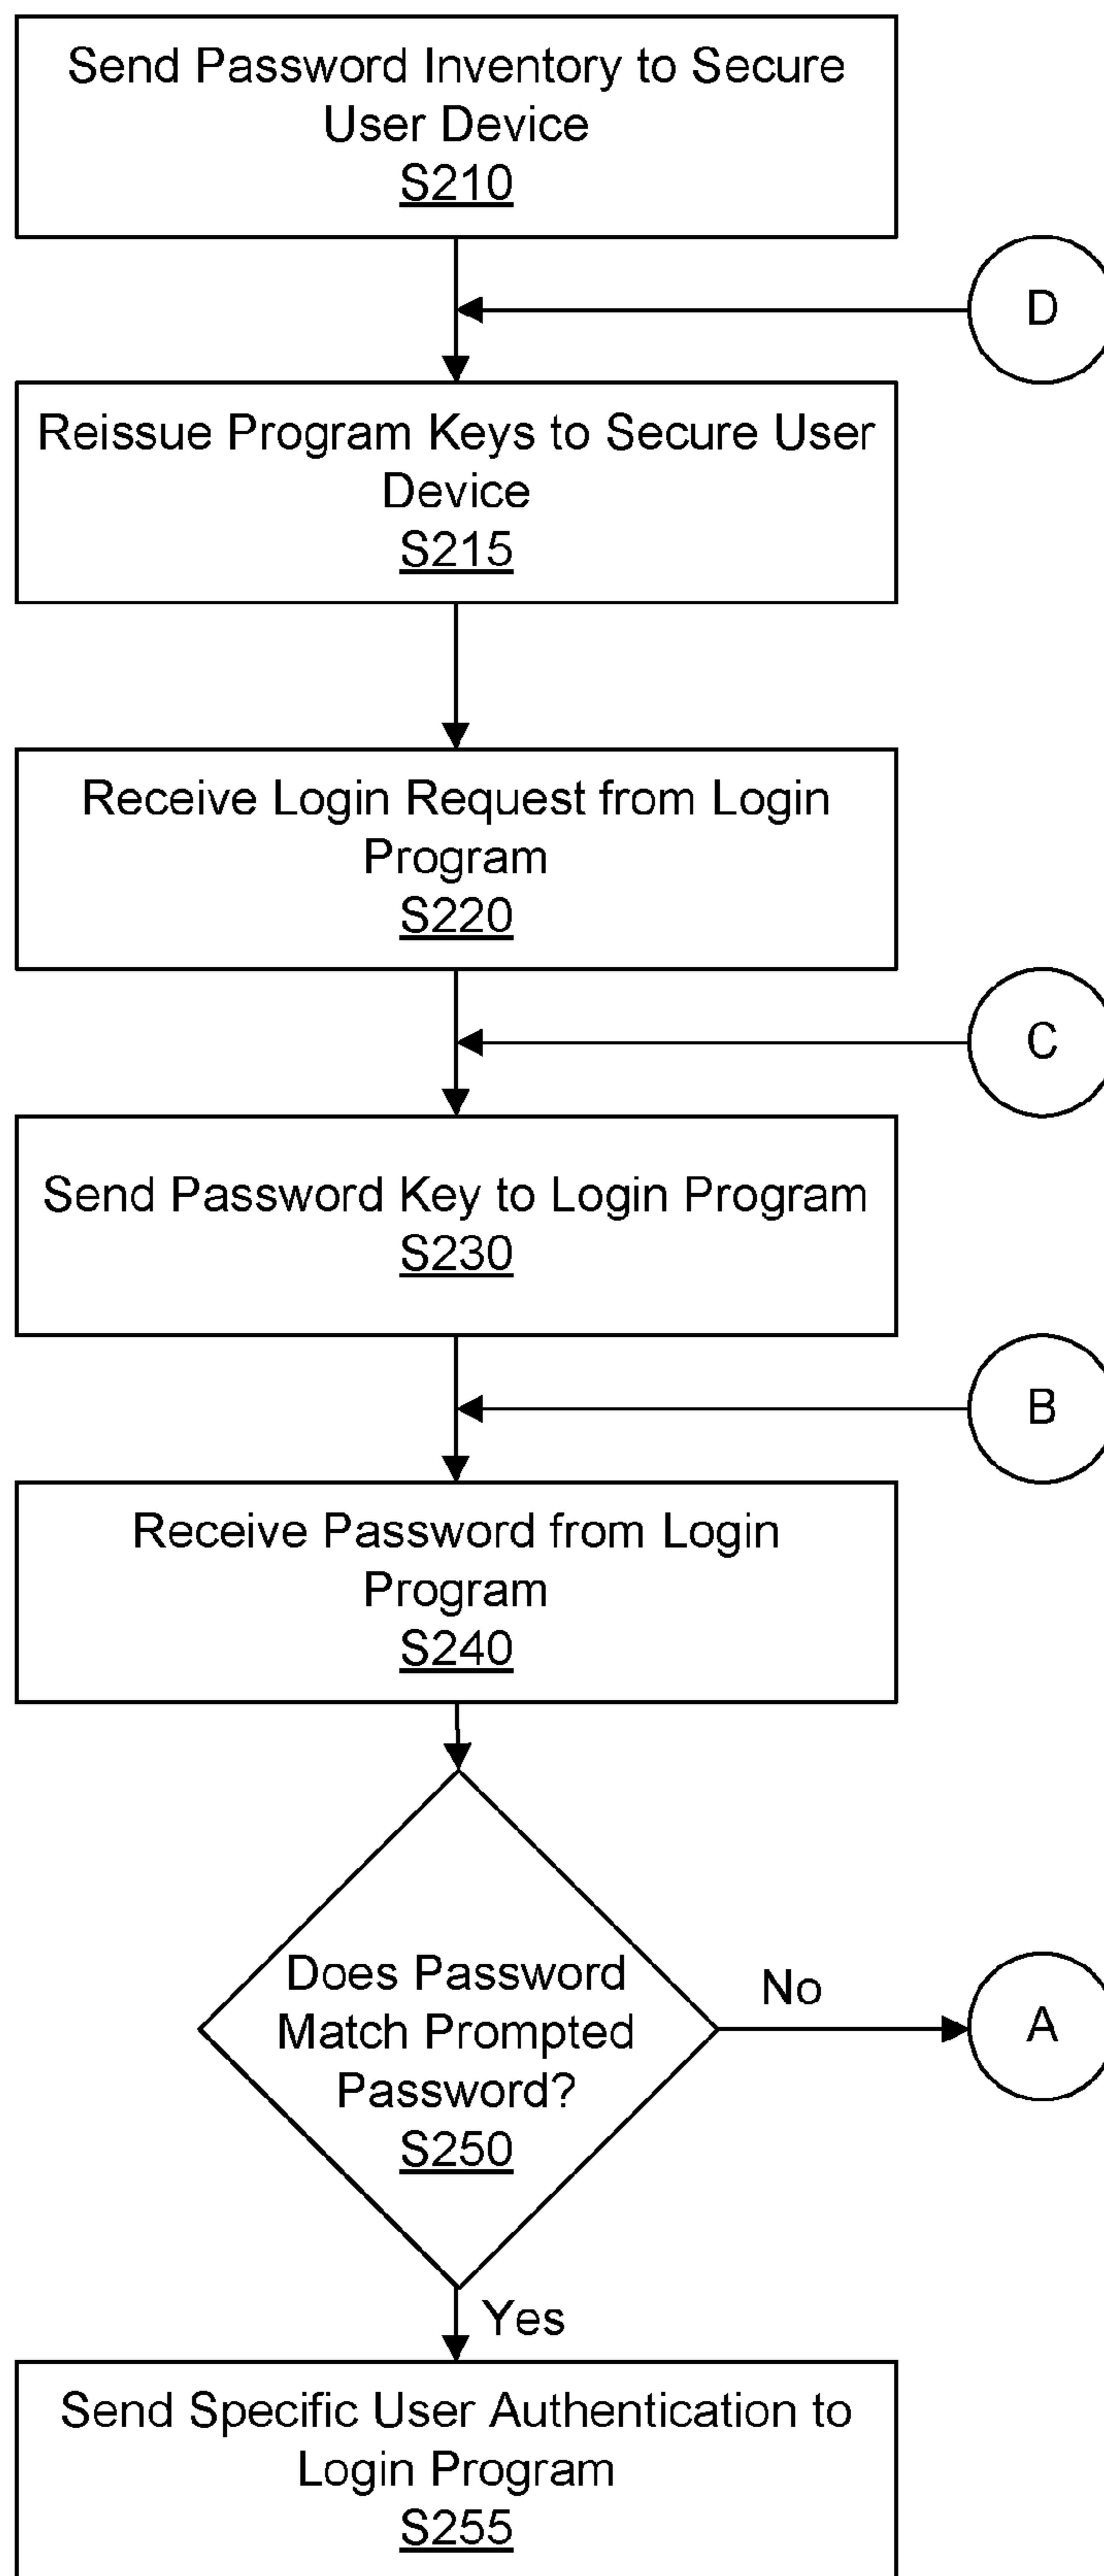 Send Password Inventory to Secure
User Device
S210
D
Reissue Program Keys to Secure User
Device
S215
Receive Login Request from Login
Program
S220
C
Send Password Key to Login Program
S230
B
Receive Password from Login
Program
S240
Does Password
Match Prompted
Password?
S250
No
A
Yes
Send Specific User Authentication to
Login Program
S255